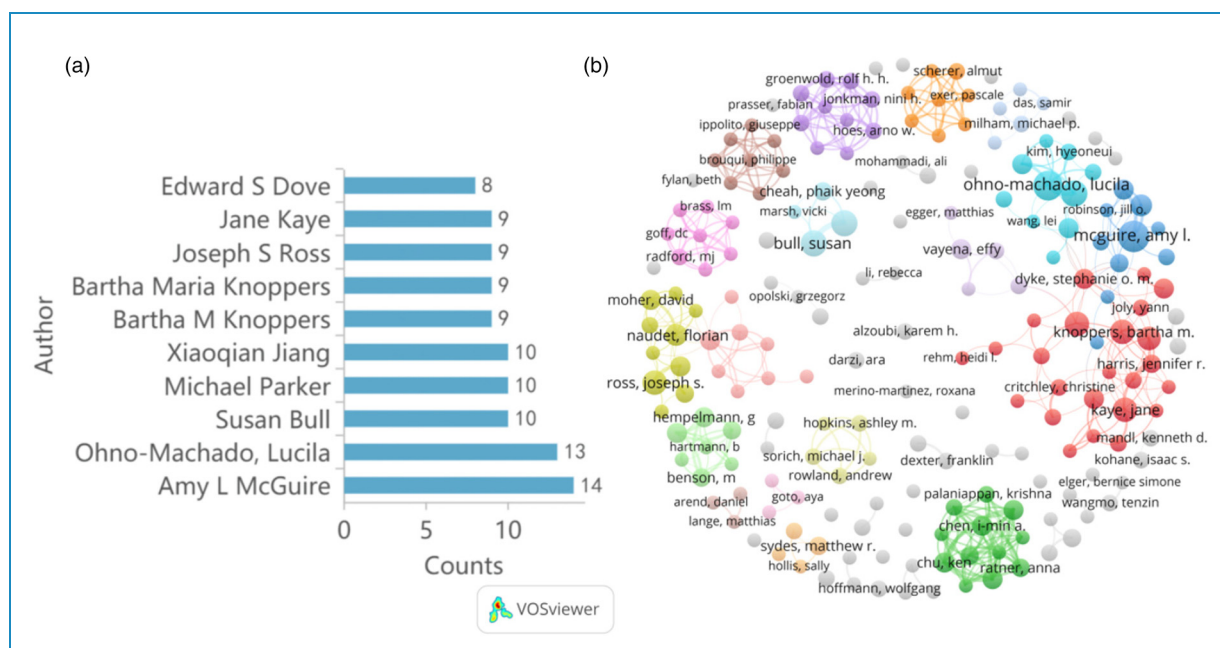 (a)
Author
Edward S Dove
8
Jane Kaye
9
Joseph S Ross
9
Bartha Maria Knoppers
9
Bartha M Knoppers
9
Xiaoqian Jiang
10
Michael Parker
10
Susan Bull
10
Ohno-Machado, Lucila
13
Amy L McGuire
14
0 5 10
Counts
VOSviewer
(b)
groenwold, rolf h. h.
scherer, almut
prasser, fabian
jonkman, nini h.
exer, pascale
das, samir
ippolito, giuseppe
hoes, arno w.
milham, michael p.
brouqui, philippe
mohammadi, ali
kim, hyeoneui
fylan, beth
cheah, phaik yeong
ohno-machado, lucila
brass, lm
marsh, vicki
egger, matthias
wang, lei
robinson, jill o.
goff, dc
bull, susan
mcguire, amy l.
radford, mj
vayena, effy
li, rebecca
dyke, stephanie o. m.
moher, david
opolski, grzegorz
joly, yann
naudet, florian
alzoubi, karem h.
knoppers, bartha m.
darzi, ara
rehm, heidi l.
harris, jennifer r.
ross, joseph s.
merino-martinez, roxana
critchley, christine
kaye, jane
hempelmann, g
hopkins, ashley m.
mandl, kenneth d.
hartmann, b
sorich, michael j.
dexter, franklin
kohane, isaac s.
benson, m
rowland, andrew
elger, bernice simone
arend, daniel
goto, aya
palaniappan, krishna
wangmo, tenzin
lange, matthias
chen, i-min a.
sydes, matthew r.
chu, ken
ratner, anna
hollis, sally
hoffmann, wolfgang